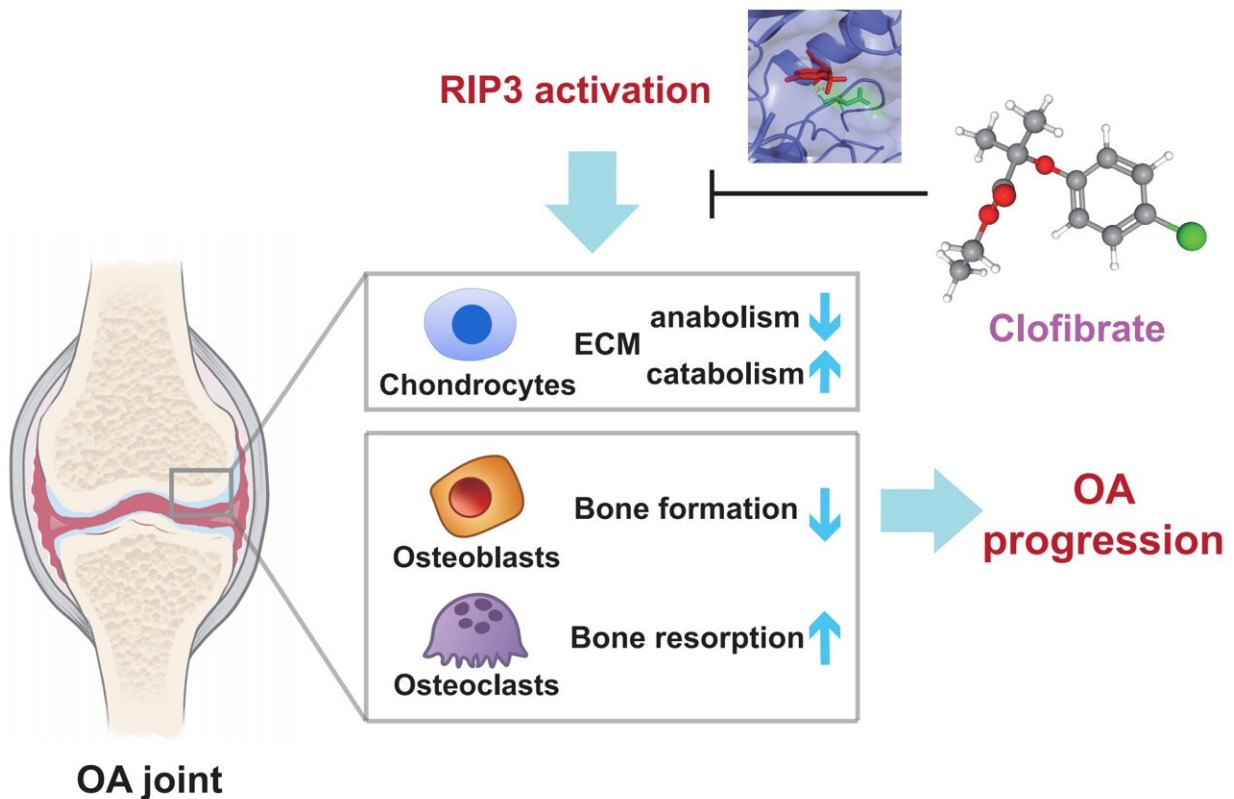 RIP3 activation
Clofibrate
Chondrocytes
ECM
anabolism
catabolism
Osteoblasts
Bone formation
Osteoclasts
Bone resorption
OA
progression
OA joint